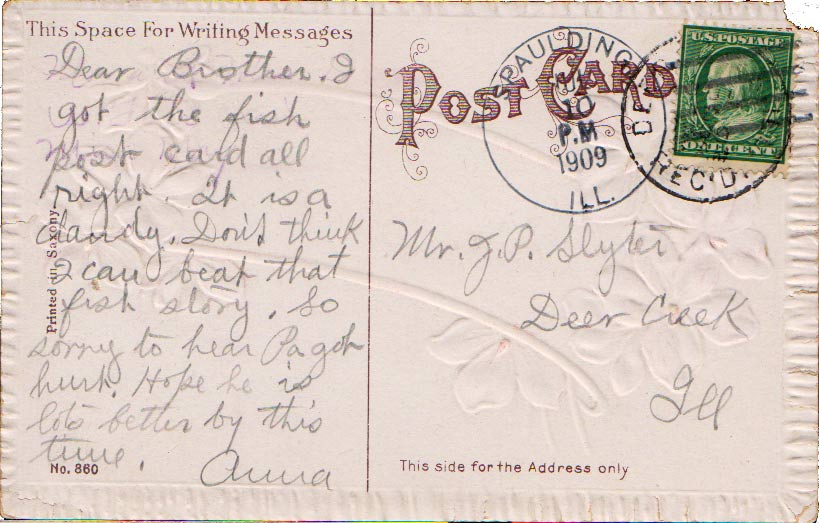 This Space For Writing Messages
Dear Brother. I
got the fish
post card all
right. It is a
dandy. Don't think
I can beat that
fish story. So
sorry to hear Pa got
hurt. Hope he is
lots better by this
time.
Anna
No. 860
Printed in Saxony
POST CARD
SPAULDING
10
P.M
1909
ILL.
REC'D.
U.S. POSTAGE
ONE CENT
Mr. J. P. Slyter
Deer Creek
Ill
This side for the Address only